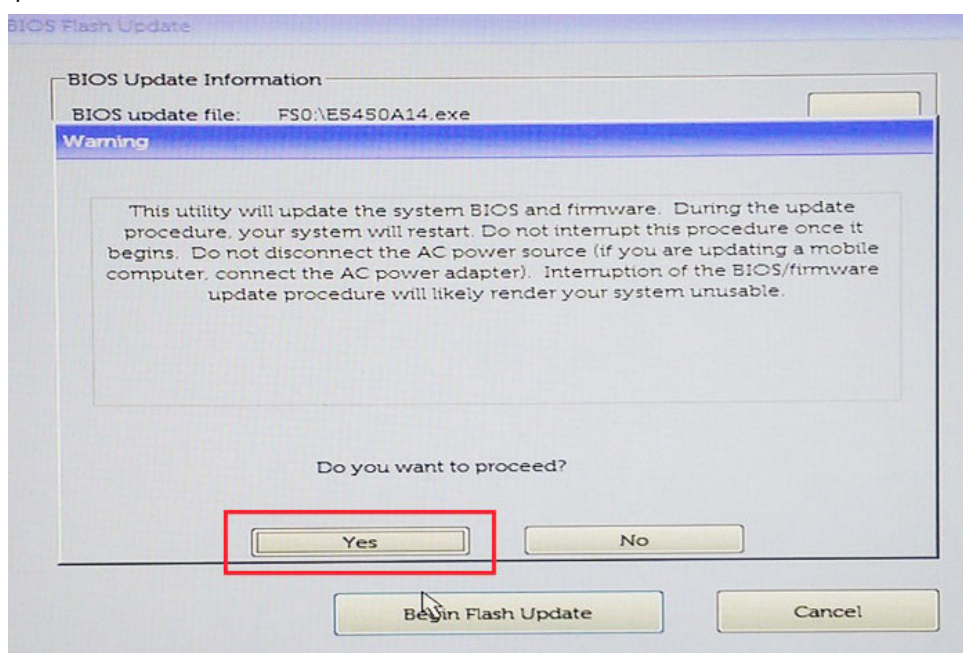 BIOS Flash Update
BIOS Update Information
BIOS update file: FS0:\E5450A14.exe
Warning
This utility will update the system BIOS and firmware. During the update
procedure, your system will restart. Do not interrupt this procedure once it
begins. Do not disconnect the AC power source (if you are updating a mobile
computer, connect the AC power adapter). Interruption of the BIOS/firmware
update procedure will likely render your system unusable.
Do you want to proceed?
Yes No
Begin Flash Update Cancel